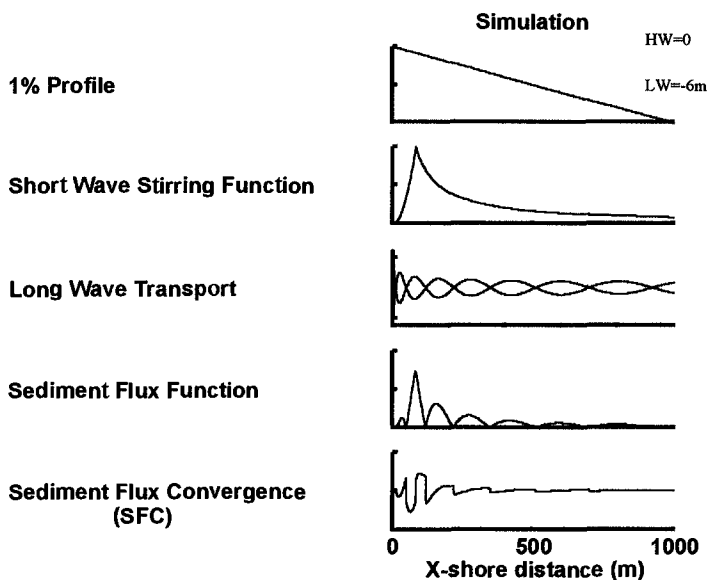 Simulation
HW=0
1% Profile
LW=-6m
Short Wave Stirring Function
Long Wave Transport
Sediment Flux Function
Sediment Flux Convergence
(SFC)
0 500 1000
X-shore distance (m)